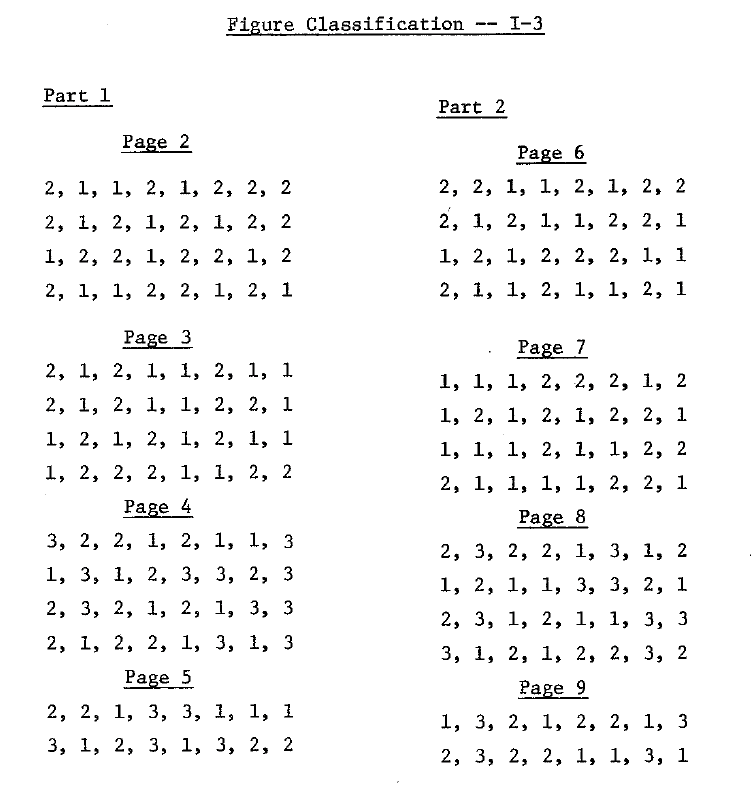 Figure Classification -- I-3
Part 1
Page 2
2, 1, 1, 2, 1, 2, 2, 2
2, 1, 2, 1, 2, 1, 2, 2
1, 2, 2, 1, 2, 2, 1, 2
2, 1, 1, 2, 2, 1, 2, 1
Page 3
2, 1, 2, 1, 1, 2, 1, 1
2, 1, 2, 1, 1, 2, 2, 1
1, 2, 1, 2, 1, 2, 1, 1
1, 2, 2, 2, 1, 1, 2, 2
Page 4
3, 2, 2, 1, 2, 1, 1, 3
1, 3, 1, 2, 3, 3, 2, 3
2, 3, 2, 1, 2, 1, 3, 3
2, 1, 2, 2, 1, 3, 1, 3
Page 5
2, 2, 1, 3, 3, 1, 1, 1
3, 1, 2, 3, 1, 3, 2, 2
Part 2
Page 6
2, 2, 1, 1, 2, 1, 2, 2
2, 1, 2, 1, 1, 2, 2, 1
1, 2, 1, 2, 2, 2, 1, 1
2, 1, 1, 2, 1, 1, 2, 1
Page 7
1, 1, 1, 2, 2, 2, 1, 2
1, 2, 1, 2, 1, 2, 2, 1
1, 1, 1, 2, 1, 1, 2, 2
2, 1, 1, 1, 1, 2, 2, 1
Page 8
2, 3, 2, 2, 1, 3, 1, 2
1, 2, 1, 1, 3, 3, 2, 1
2, 3, 1, 2, 1, 1, 3, 3
3, 1, 2, 1, 2, 2, 3, 2
Page 9
1, 3, 2, 1, 2, 2, 1, 3
2, 3, 2, 2, 1, 1, 3, 1